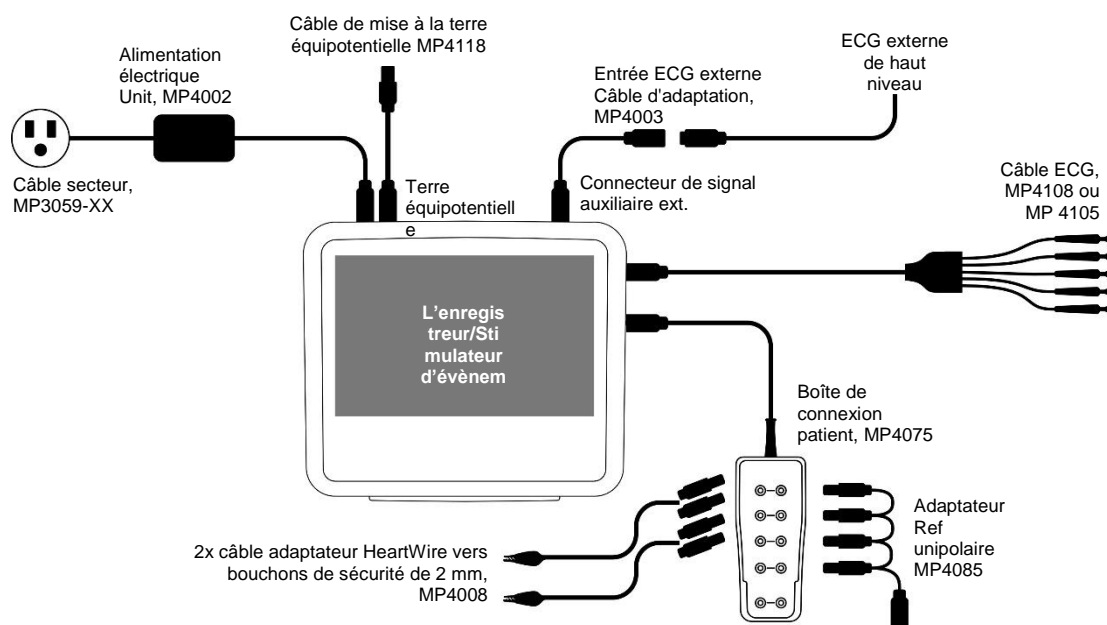 Câble de mise à la terre
équipotentielle MP4118
Alimentation
électrique
Unit, MP4002
Entrée ECG externe
Câble d'adaptation,
MP4003
ECG externe
de haut
niveau
Câble secteur,
MP3059-XX
Terre
équipotentiell
e
Connecteur de signal
auxiliaire ext.
Câble ECG,
MP4108 ou
MP 4105
L'enregis
treur/Sti
mulateur
d'évènem
Boîte de
connexion
patient, MP4075
2x câble adaptateur HeartWire vers
bouchons de sécurité de 2 mm,
MP4008
Adaptateur
Ref
unipolaire
MP4085